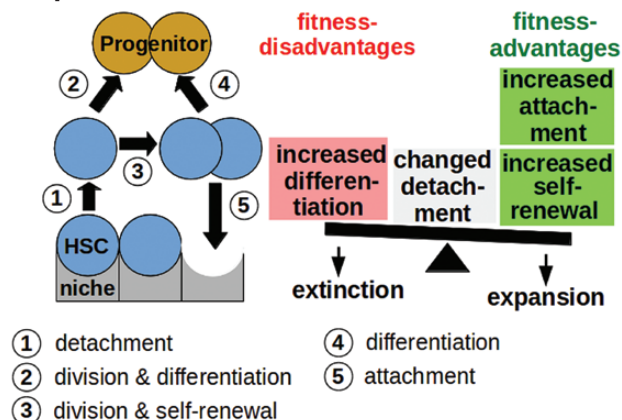 Progenitor
2
4
3
1
5
HSC
niche
fitness-
disadvantages
fitness-
advantages
increased
attach-
ment
increased
differen-
tiation
changed
detach-
ment
increased
self-
renewal
extinction
expansion
1 detachment
2 division & differentiation
3 division & self-renewal
4 differentiation
5 attachment